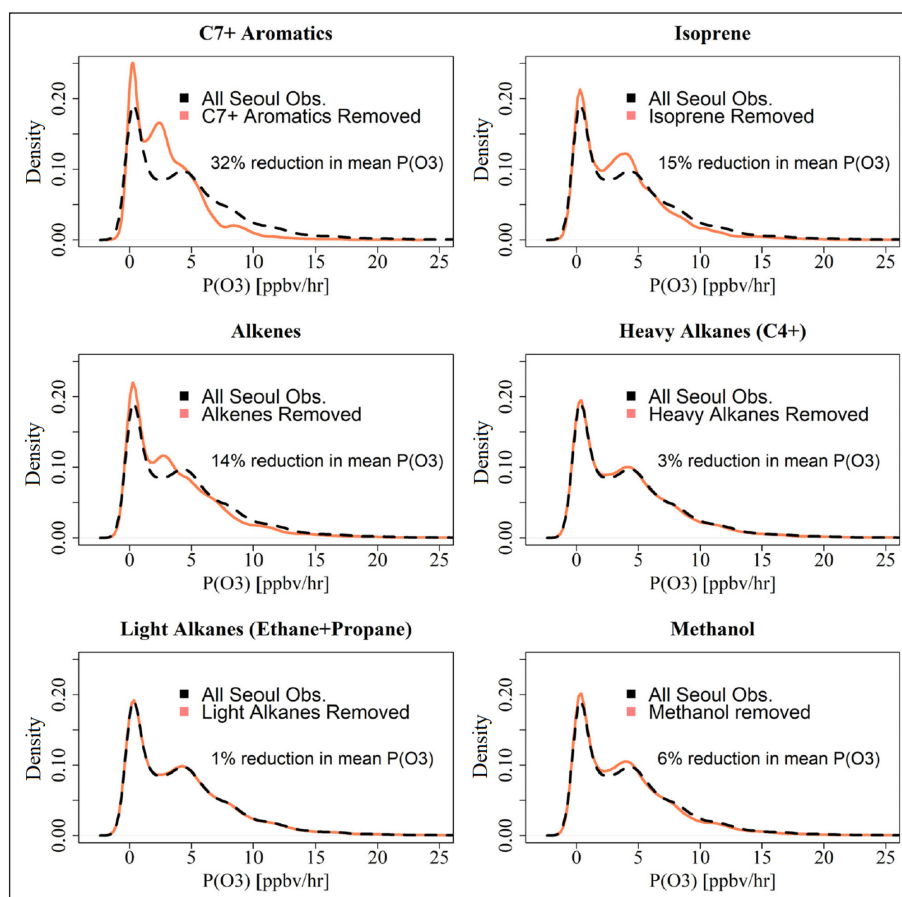 C7+ Aromatics
Density
0.00 0.10 0.20
All Seoul Obs.
C7+ Aromatics Removed
32% reduction in mean P(O3)
0 5 10 15 20 25
P(O3) [ppbv/hr]
Isoprene
Density
0.00 0.10 0.20
All Seoul Obs.
Isoprene Removed
15% reduction in mean P(O3)
0 5 10 15 20 25
P(O3) [ppbv/hr]
Alkenes
Density
0.00 0.10 0.20
All Seoul Obs.
Alkenes Removed
14% reduction in mean P(O3)
0 5 10 15 20 25
P(O3) [ppbv/hr]
Heavy Alkanes (C4+)
Density
0.00 0.10 0.20
All Seoul Obs.
Heavy Alkanes Removed
3% reduction in mean P(O3)
0 5 10 15 20 25
P(O3) [ppbv/hr]
Light Alkanes (Ethane+Propane)
Density
0.00 0.10 0.20
All Seoul Obs.
Light Alkanes Removed
1% reduction in mean P(O3)
0 5 10 15 20 25
P(O3) [ppbv/hr]
Methanol
Density
0.00 0.10 0.20
All Seoul Obs.
Methanol removed
6% reduction in mean P(O3)
0 5 10 15 20 25
P(O3) [ppbv/hr]